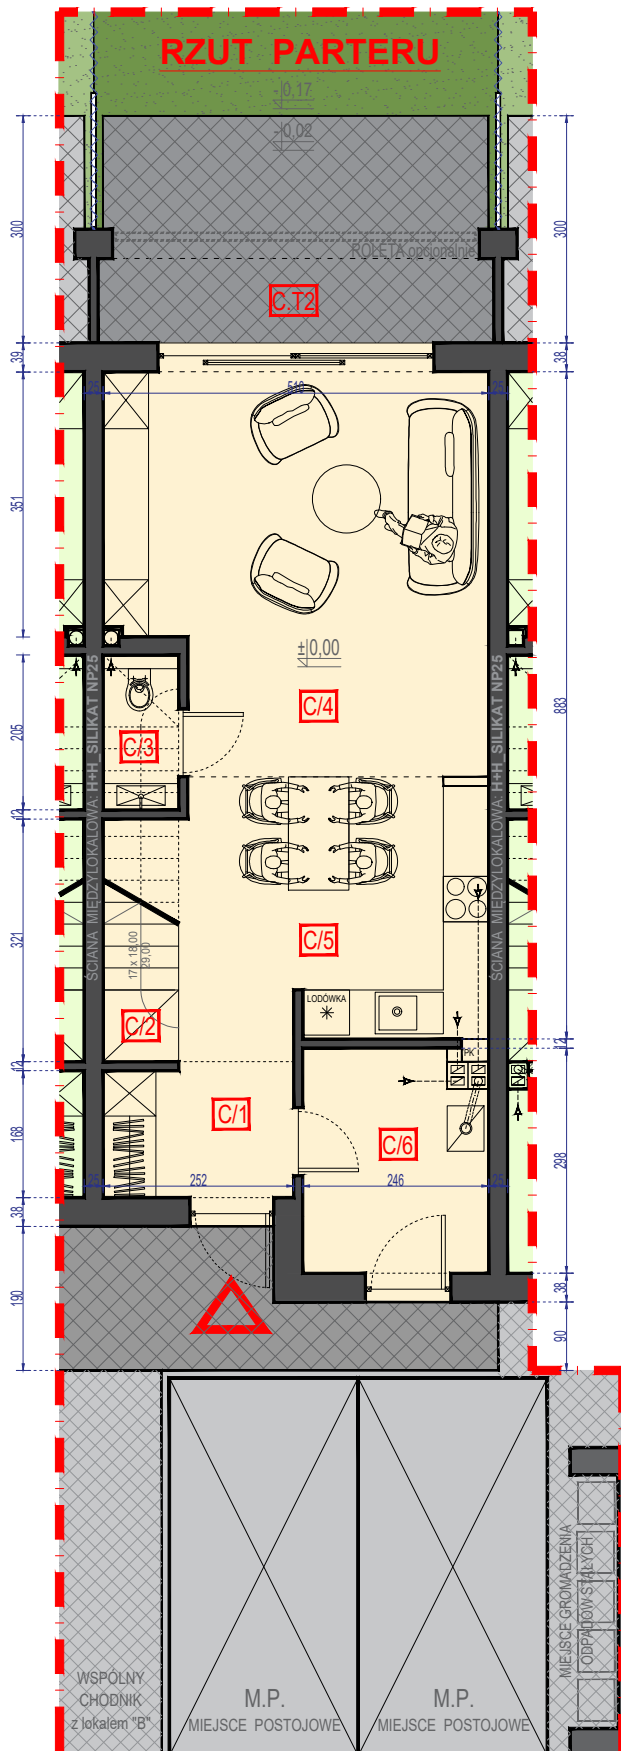 RZUT PARTERU
-0,17
-0,02
ROLETA opcjonalnie
C.T2
300
300
39
38
25
510
25
351
±0,00
C/4
C/3
205
883
ŚCIANA MIĘDZYLOKALOWA: H+H SILIKAT NP25
ŚCIANA MIĘDZYLOKALOWA: H+H SILIKAT NP25
12
321
C/5
17 x 18,00
29,00
LODÓWKA
C/2
12
12
PK
C/1
C/6
168
298
25
252
246
25
38
190
38
90
MIEJSCE GROMADZENIA
ODPADÓW STAŁYCH
WSPÓLNY
CHODNIK
z lokalem "B"
M.P.
MIEJSCE POSTOJOWE
M.P.
MIEJSCE POSTOJOWE